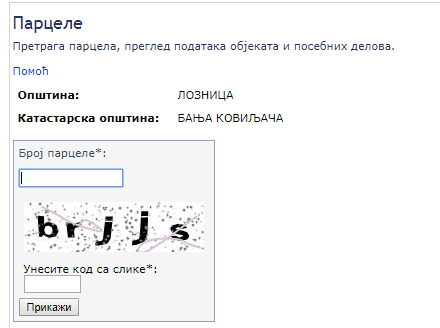 Парцеле
Претрага парцела, преглед података објеката и посебних делова.
Помоћ
Општина: ЛОЗНИЦА
Катастарска општина: БАЊА КОВИЉАЧА
Број парцеле*:
brjjs
Унесите код са слике*:
Прикажи